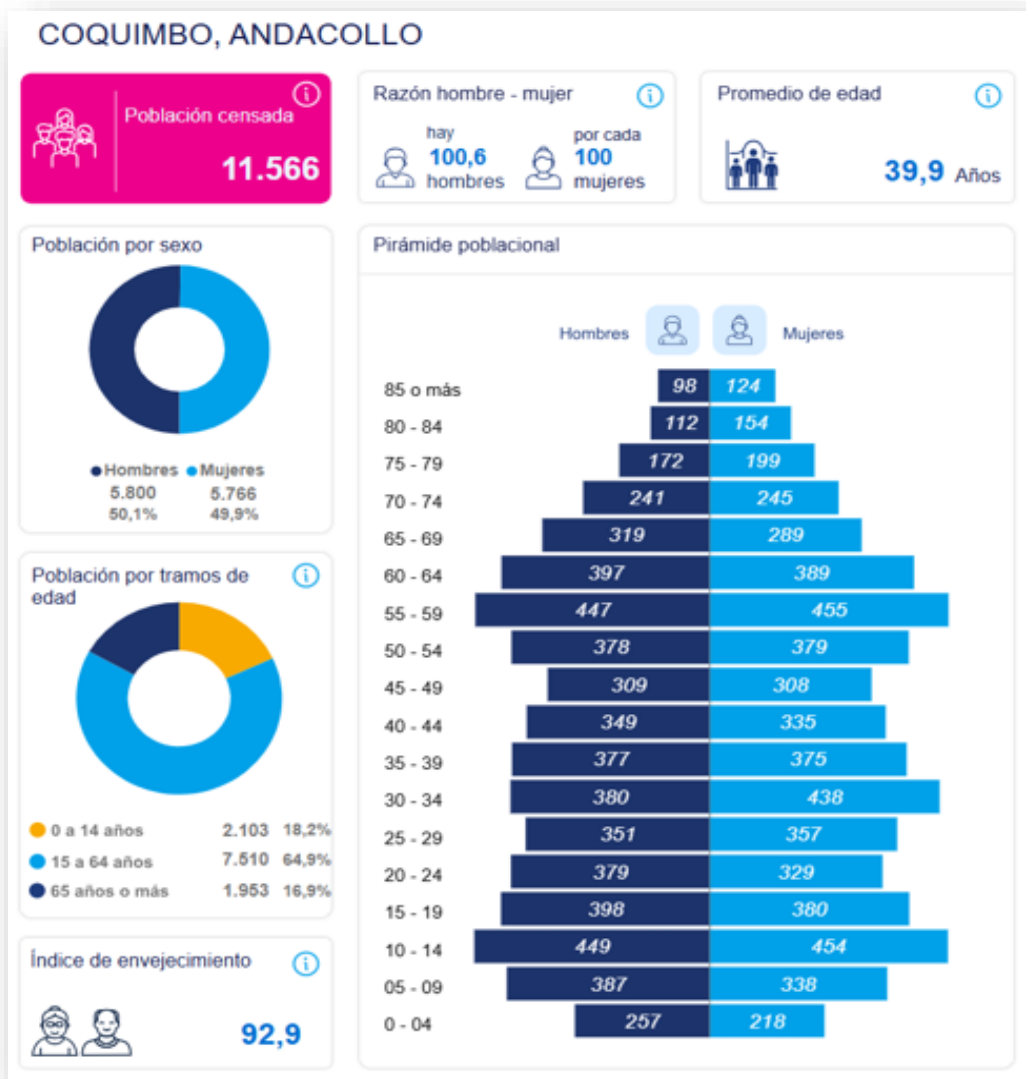 COQUIMBO, ANDACOLLO
Población censada
11.566
Razón hombre - mujer
hay
100,6
hombres
por cada
100
mujeres
Promedio de edad
39,9 Años
Población por sexo
Hombres Mujeres
5.800 5.766
50,1% 49,9%
Población por tramos de
edad
0 a 14 años 2.103 18,2%
15 a 64 años 7.510 64,9%
65 años o más 1.953 16,9%
Índice de envejecimiento
92,9
Pirámide poblacional
Hombres Mujeres
85 o más 98 124
80 - 84 112 154
75 - 79 172 199
70 - 74 241 245
65 - 69 319 289
60 - 64 397 389
55 - 59 447 455
50 - 54 378 379
45 - 49 309 308
40 - 44 349 335
35 - 39 377 375
30 - 34 380 438
25 - 29 351 357
20 - 24 379 329
15 - 19 398 380
10 - 14 449 454
05 - 09 387 338
0 - 04 257 218